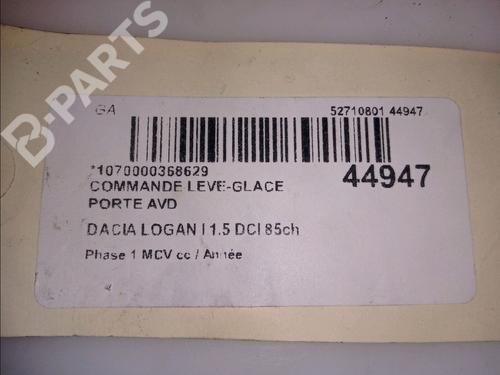 B-PARTS
GA
52710801 44947
*1070000368629
44947
COMMANDE LEVE-GLACE
PORTE AVD
DACIA LOGAN I 1.5 DCI 85ch
Phase 1 MCV cc / Année